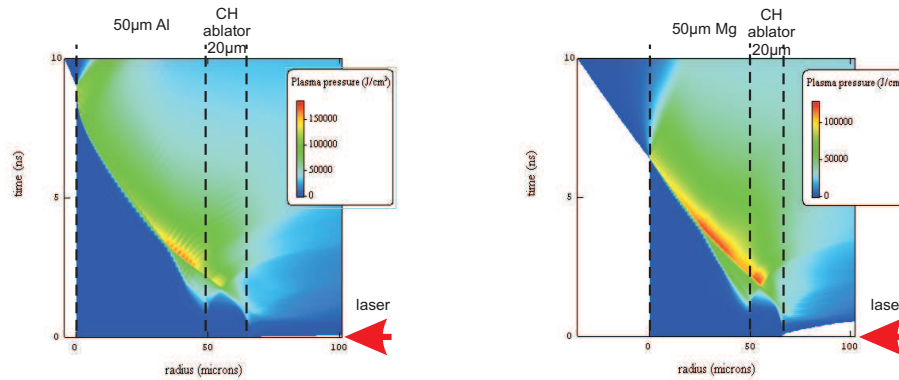 50μm Al
CH
ablator
20μm
10
Plasma pressure (J/cm³)
150000
100000
50000
0
time (ns)
5
0
laser
0
50
100
radius (microns)
50μm Mg
CH
ablator
20μm
10
Plasma pressure (J/cm
100000
50000
0
time (ns)
5
0
laser
0
50
100
radius (microns)